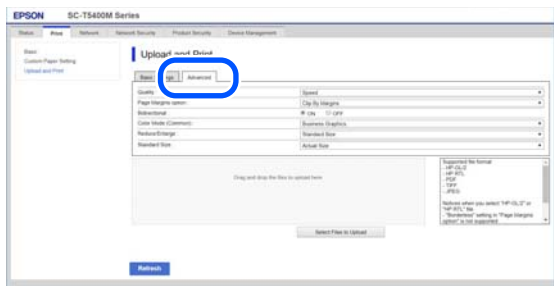 EPSON SC-T5400M Series
Status Print Network Network Security Product Security Device Management
Basic
Custom Paper Setting
Upload and Print
Upload and Print
Advanced
Quality: Speed
Page Margins option: Clip By Margins
Bidirectional: ON OFF
Color Mode (Common): Business Graphics
Reduce/Enlarge: Standard Size
Standard Size: Actual Size
Drag and drop the files to upload here
Supported file format
- HP-GL/2
- HP-RTL
- PDF
- TIFF
- JPEG
Notices when you select "HP-GL/2" or
"HP-RTL" file
- "Borderless" setting in "Page Margins
option" is not supported
Select Files to Upload
Refresh